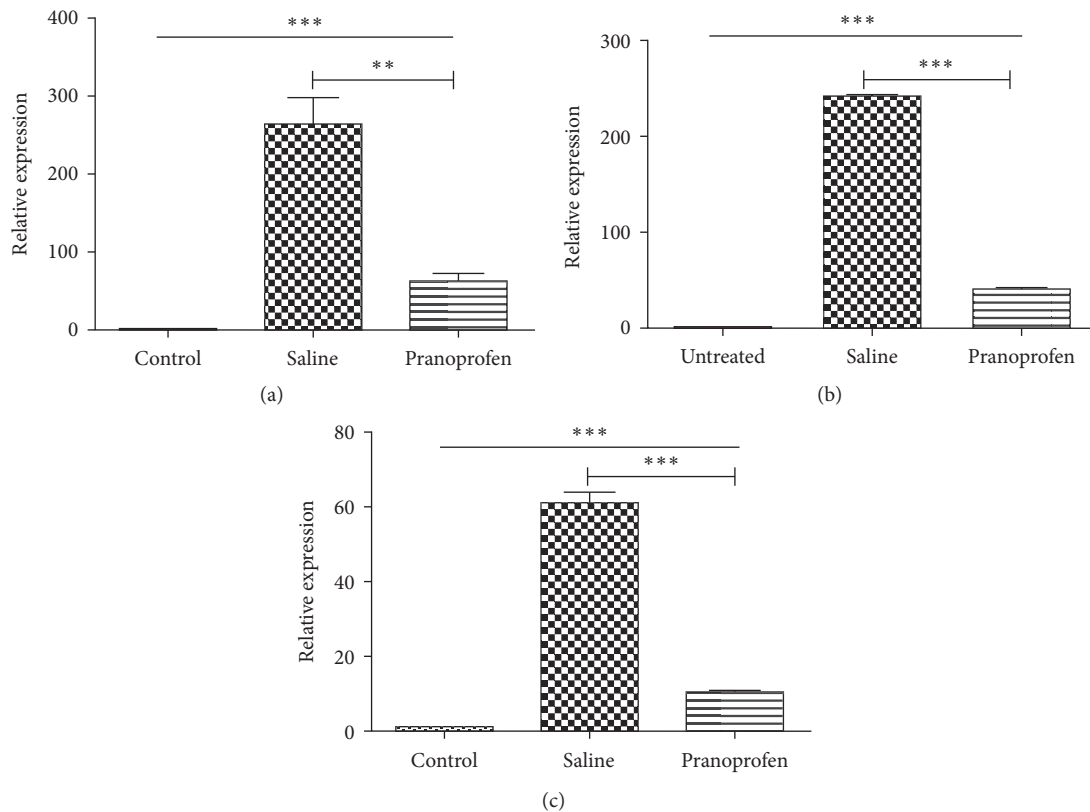 400
300
200
100
0
Relative expression
***
**
Control Saline Pranoprofen
(a)
300
200
100
0
Relative expression
***
***
Untreated Saline Pranoprofen
(b)
80
60
40
20
0
Relative expression
***
***
Control Saline Pranoprofen
(c)